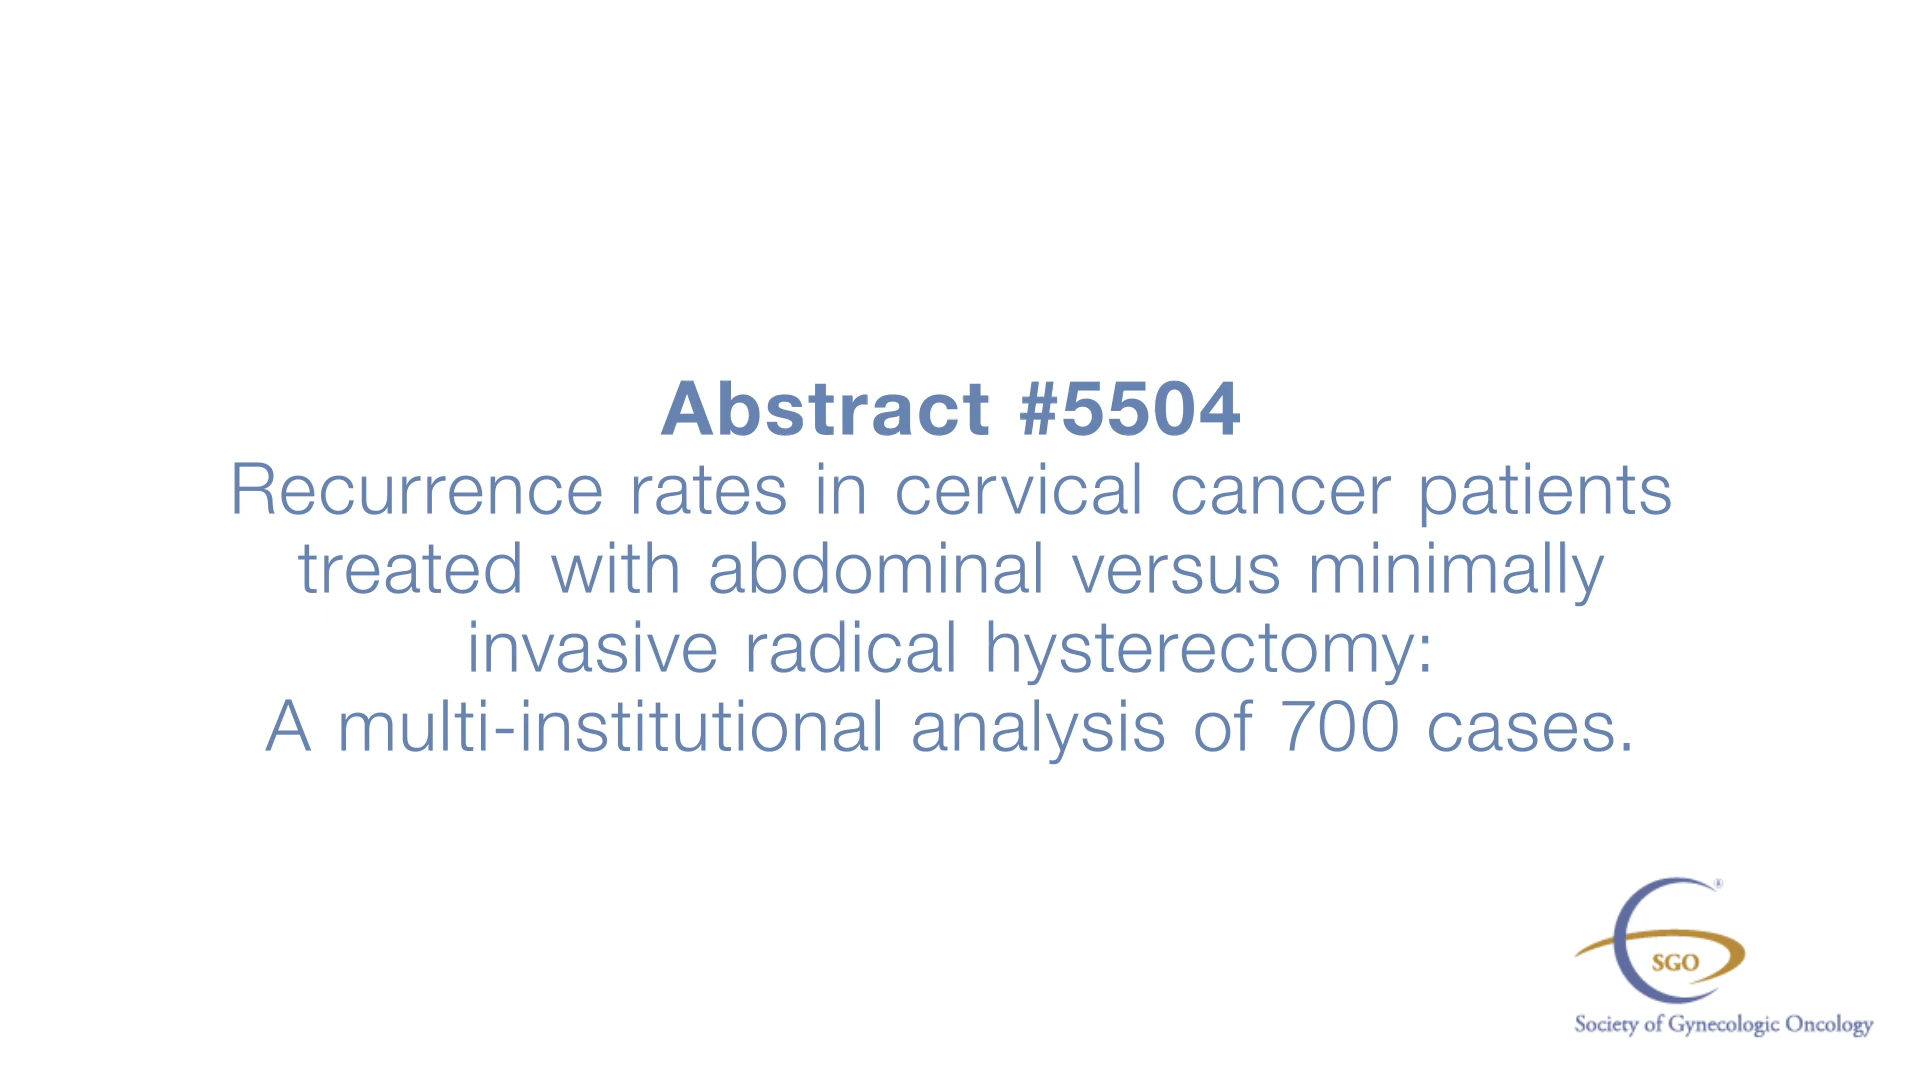 Abstract #5504
Recurrence rates in cervical cancer patients
treated with abdominal versus minimally
invasive radical hysterectomy:
A multi-institutional analysis of 700 cases.
®
SGO
Society of Gynecologic Oncology